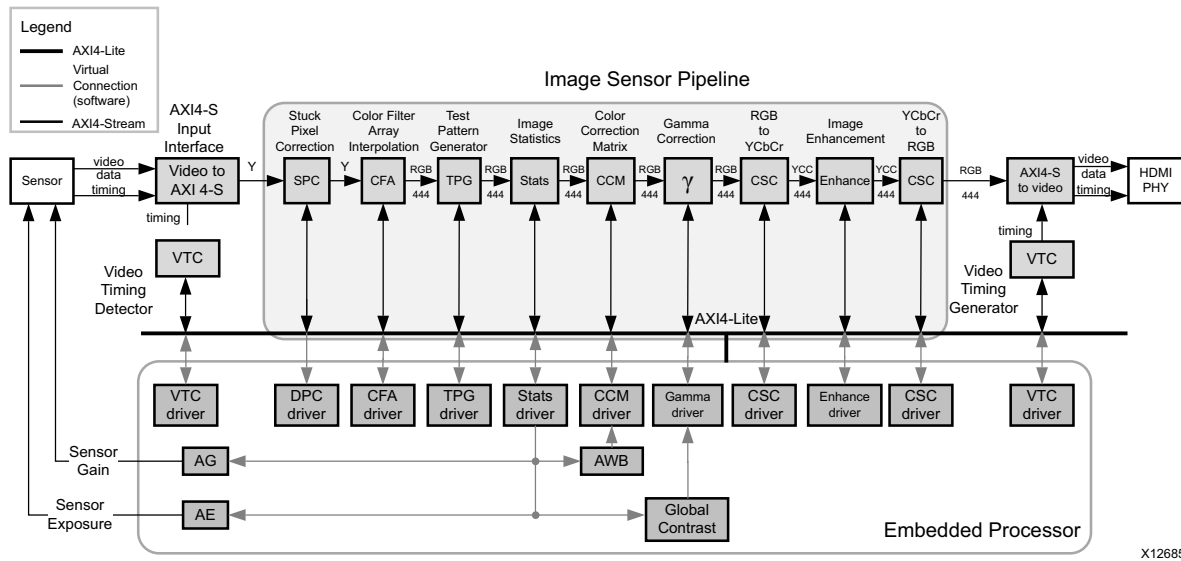 Legend
AXI4-Lite
Virtual
Connection
(software)
AXI4-Stream
Image Sensor Pipeline
AXI4-S
Input
Interface
Stuck
Pixel
Correction
Color Filter
Array
Interpolation
Test
Pattern
Generator
Image
Statistics
Color
Correction
Matrix
Gamma
Correction
RGB
to
YCbCr
Image
Enhancement
YCbCr
to
RGB
Sensor
video
data
timing
Video to
AXI 4-S
Y
SPC
Y
CFA
RGB
444
TPG
RGB
444
Stats
RGB
444
CCM
RGB
444
γ
RGB
444
CSC
YCC
444
Enhance
YCC
444
CSC
RGB
444
AXI4-S
to video
video
data
timing
HDMI
PHY
timing
timing
VTC
Video
Timing
Detector
VTC
Video
Timing
Generator
AXI4-Lite
VTC
driver
DPC
driver
CFA
driver
TPG
driver
Stats
driver
CCM
driver
Gamma
driver
CSC
driver
Enhance
driver
CSC
driver
VTC
driver
Sensor
Gain
AG
AWB
Sensor
Exposure
AE
Global
Contrast
Embedded Processor
X12685